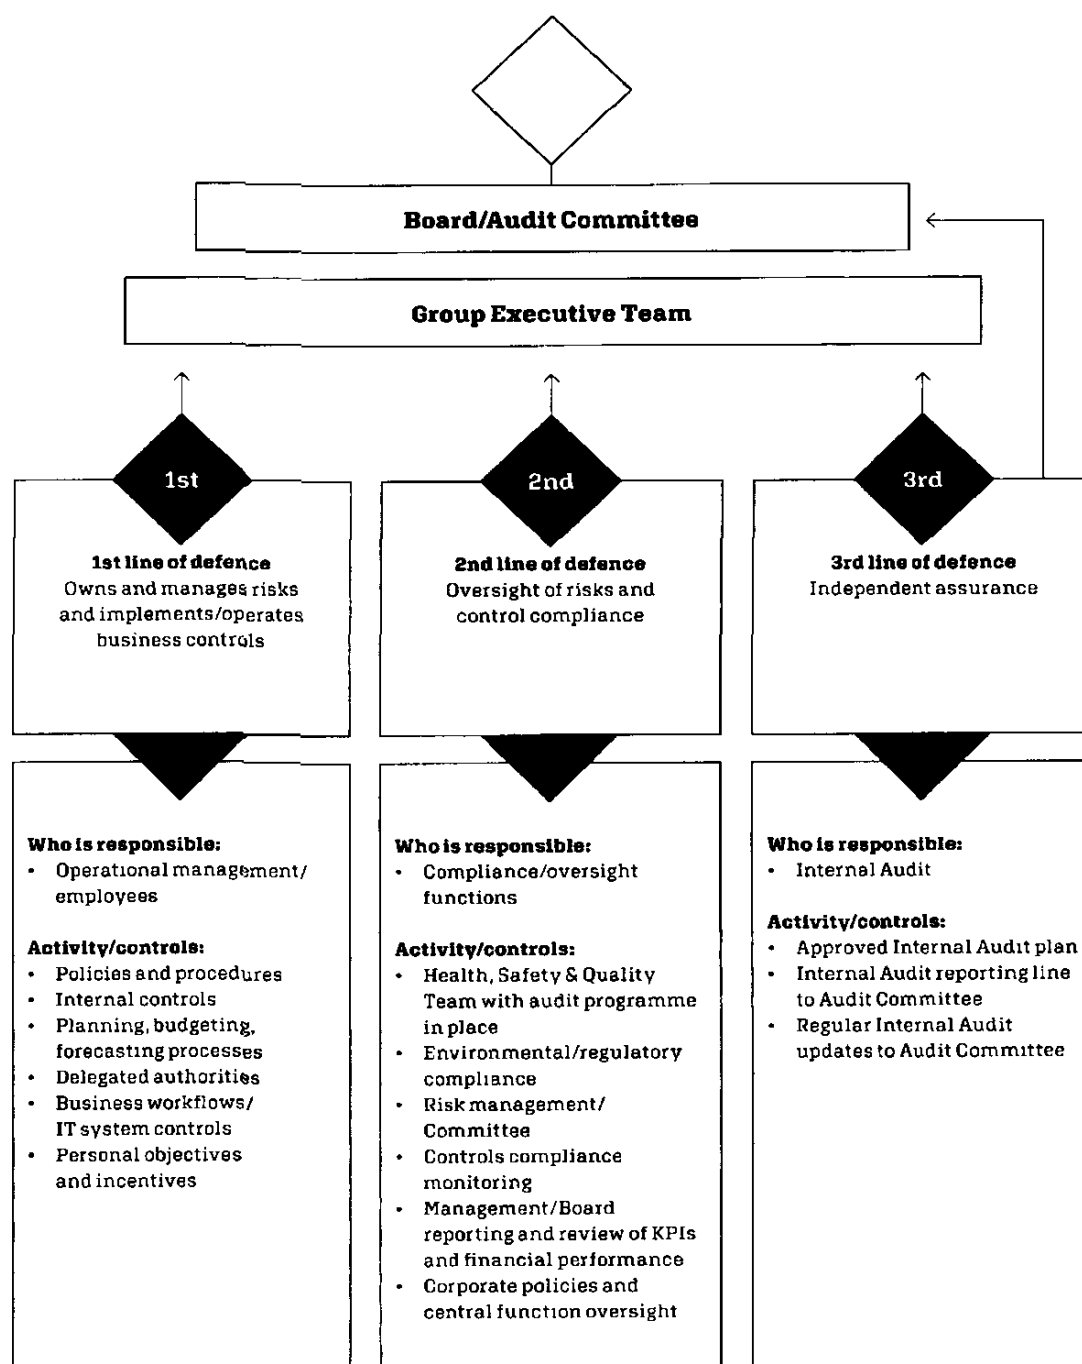 Board/Audit Committee
Group Executive Team
1st
1st line of defence
Owns and manages risks
and implements/operates
business controls
Who is responsible:
• Operational management/
employees
Activity/controls:
• Policies and procedures
• Internal controls
• Planning, budgeting,
forecasting processes
• Delegated authorities
• Business workflows/
IT system controls
• Personal objectives
and incentives
2nd
2nd line of defence
Oversight of risks and
control compliance
Who is responsible:
• Compliance/oversight
functions
Activity/controls:
• Health, Safety & Quality
Team with audit programme
in place
• Environmental/regulatory
compliance
• Risk management/
Committee
• Controls compliance
monitoring
• Management/Board
reporting and review of KPIs
and financial performance
• Corporate policies and
central function oversight
3rd
3rd line of defence
Independent assurance
Who is responsible:
• Internal Audit
Activity/controls:
• Approved Internal Audit plan
• Internal Audit reporting line
to Audit Committee
• Regular Internal Audit
updates to Audit Committee